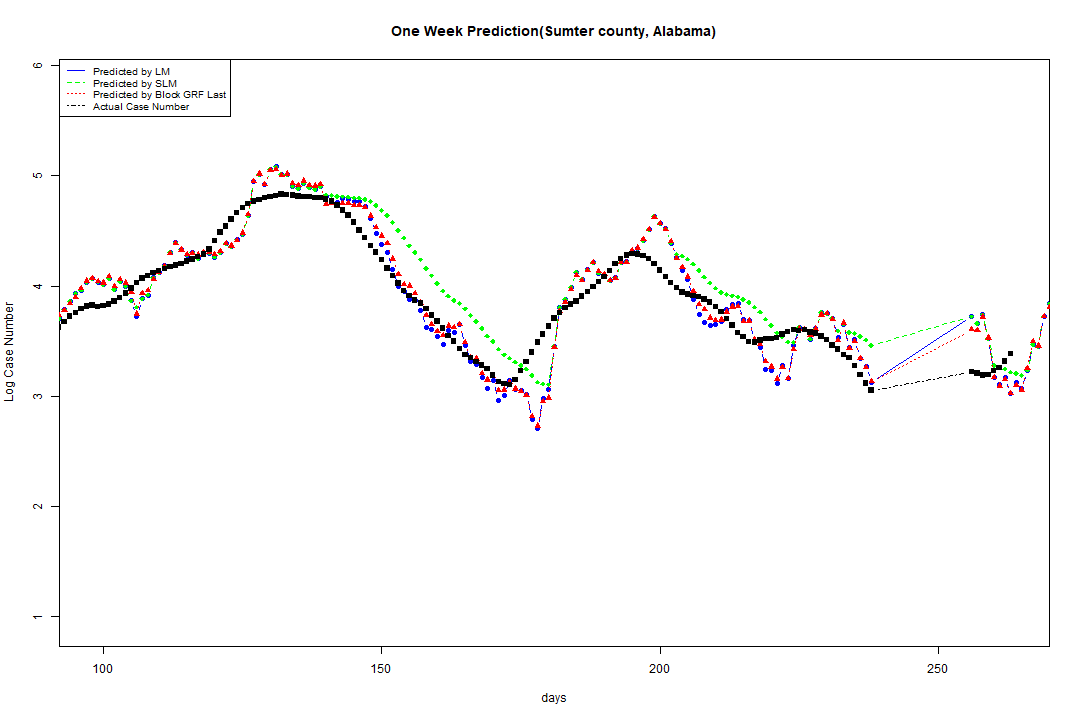 One Week Prediction(Sumter county, Alabama)
Predicted by LM
Predicted by SLM
Predicted by Block GRF Last
Actual Case Number
Log Case Number
6
5
4
3
2
1
100
150
200
250
days